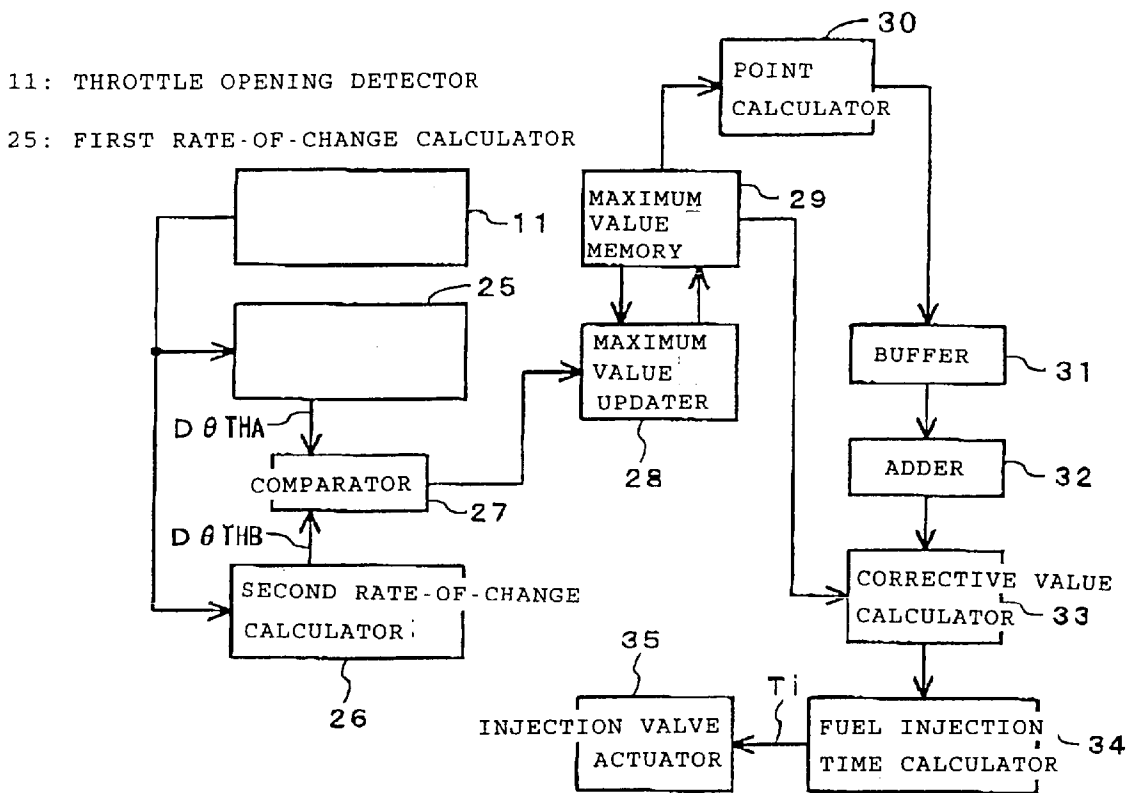 30
11: THROTTLE OPENING DETECTOR
POINT
CALCULATOR
25: FIRST RATE-OF-CHANGE CALCULATOR
11
MAXIMUM
VALUE
MEMORY
29
25
MAXIMUM
VALUE
UPDATER
28
BUFFER
31
DθTHA
COMPARATOR
27
ADDER
32
DθTHB
SECOND RATE-OF-CHANGE
CALCULATOR
26
CORRECTIVE VALUE
CALCULATOR
33
35
Ti
INJECTION VALVE
ACTUATOR
FUEL INJECTION
TIME CALCULATOR
34